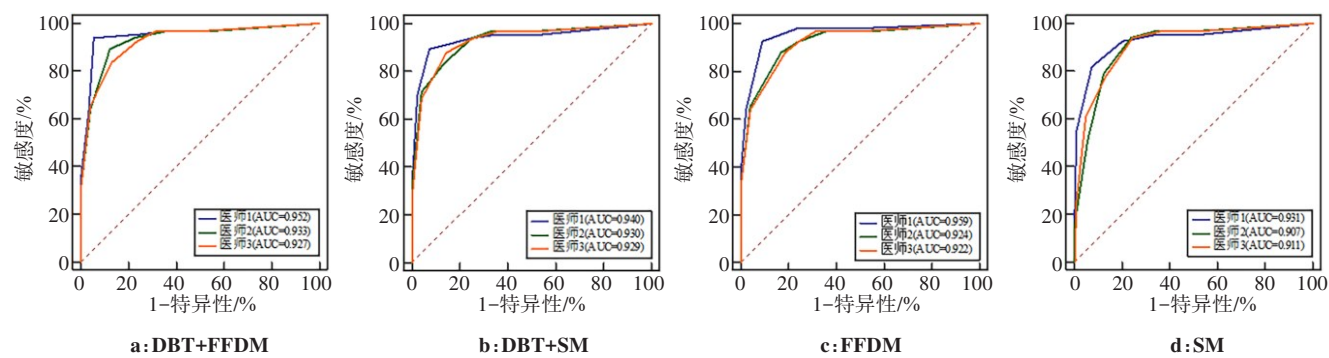 100
80
60
40
20
0
敏感度/%
医师1(AUC=0.952)
医师2(AUC=0.933)
医师3(AUC=0.927)
0 20 40 60 80 100
1-特异性/%
a:DBT+FFDM
100
80
60
40
20
0
敏感度/%
医师1(AUC=0.940)
医师2(AUC=0.930)
医师3(AUC=0.929)
0 20 40 60 80 100
1-特异性/%
b:DBT+SM
100
80
60
40
20
0
敏感度/%
医师1(AUC=0.959)
医师2(AUC=0.924)
医师3(AUC=0.922)
0 20 40 60 80 100
1-特异性/%
c:FFDM
100
80
60
40
20
0
敏感度/%
医师1(AUC=0.931)
医师2(AUC=0.907)
医师3(AUC=0.911)
0 20 40 60 80 100
1-特异性/%
d:SM